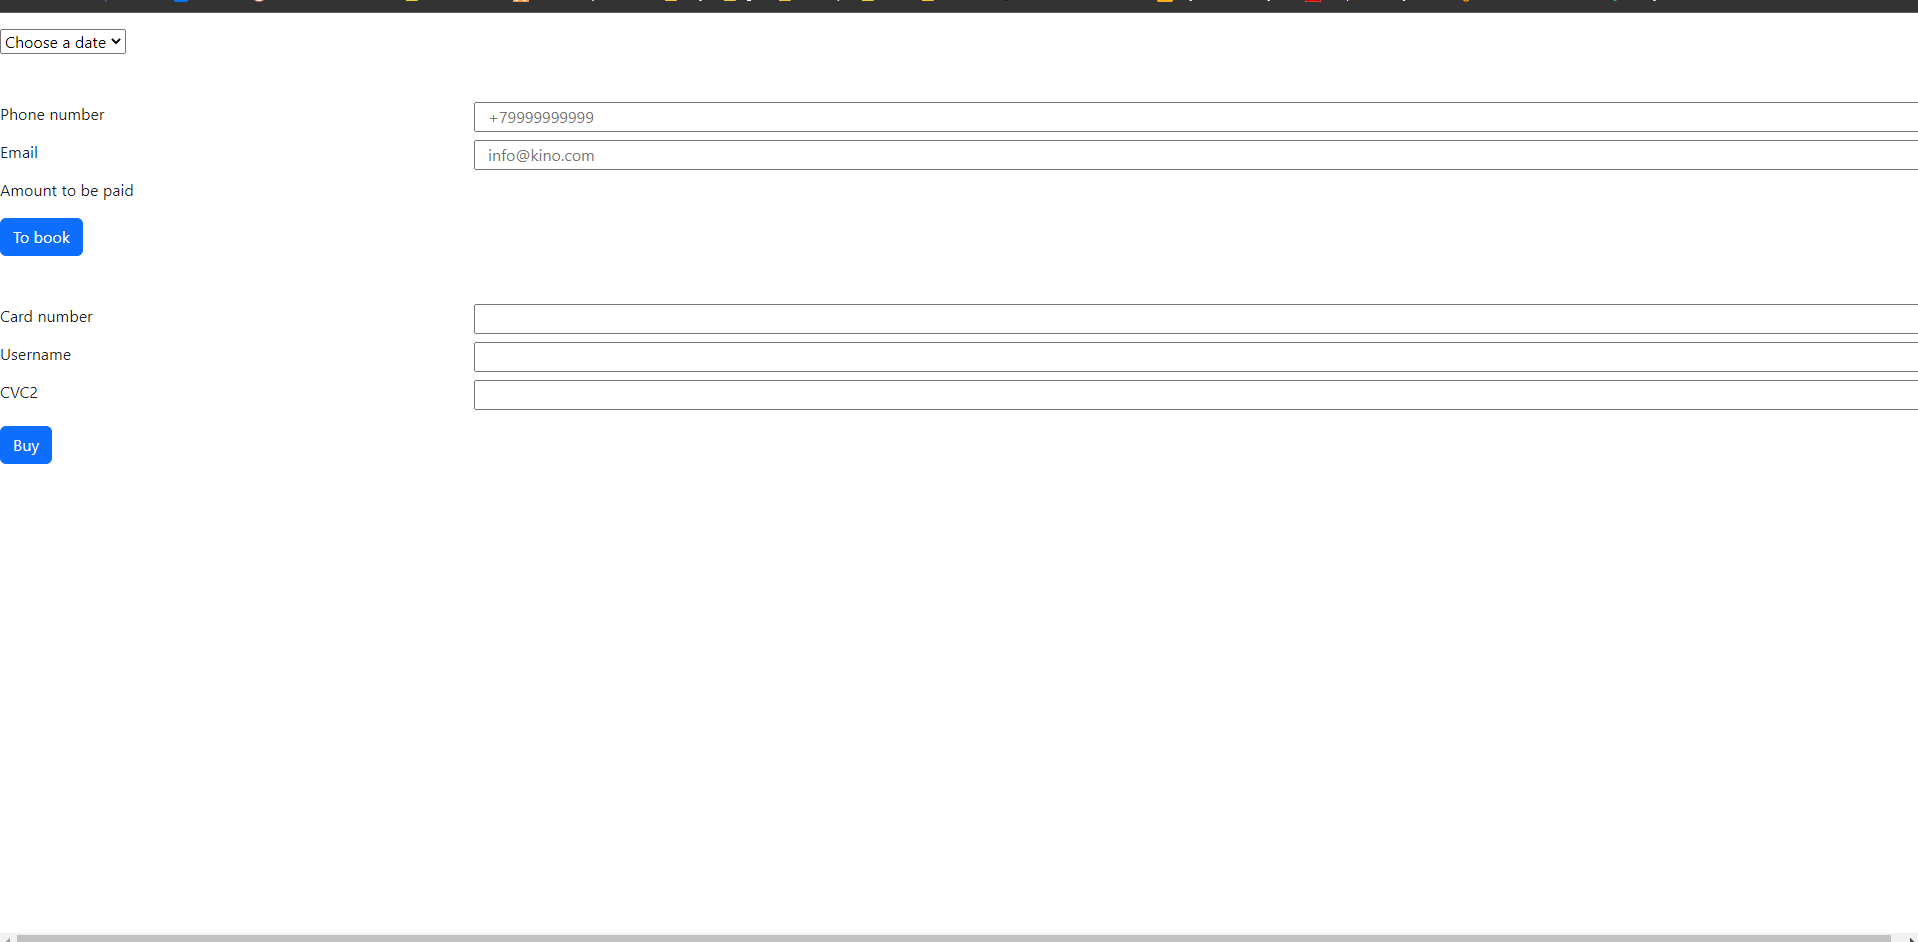 Choose a date
Phone number +79999999999
Email info@kino.com
Amount to be paid
To book
Card number
Username
CVC2
Buy